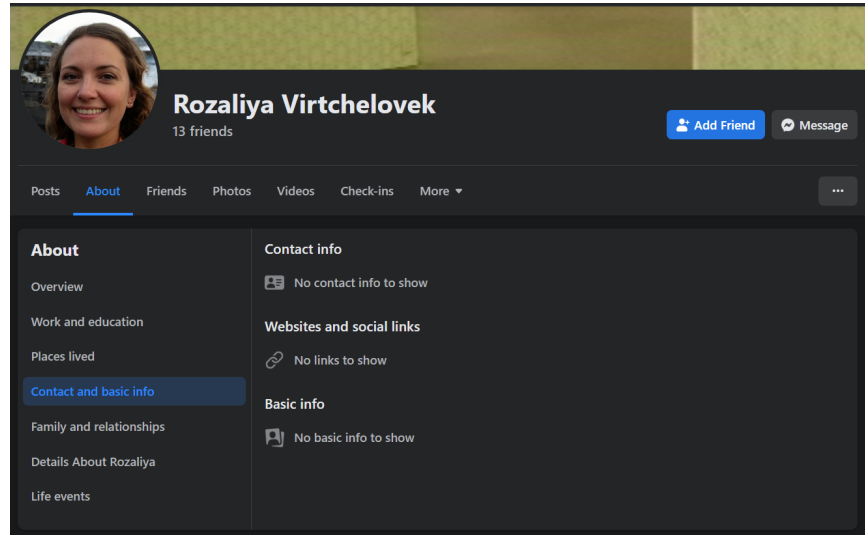 Rozaliya Virtchelovek
13 friends
Add Friend
Message
Posts About Friends Photos Videos Check-ins More
About
Overview
Work and education
Places lived
Contact and basic info
Family and relationships
Details About Rozaliya
Life events
Contact info
No contact info to show
Websites and social links
No links to show
Basic info
No basic info to show